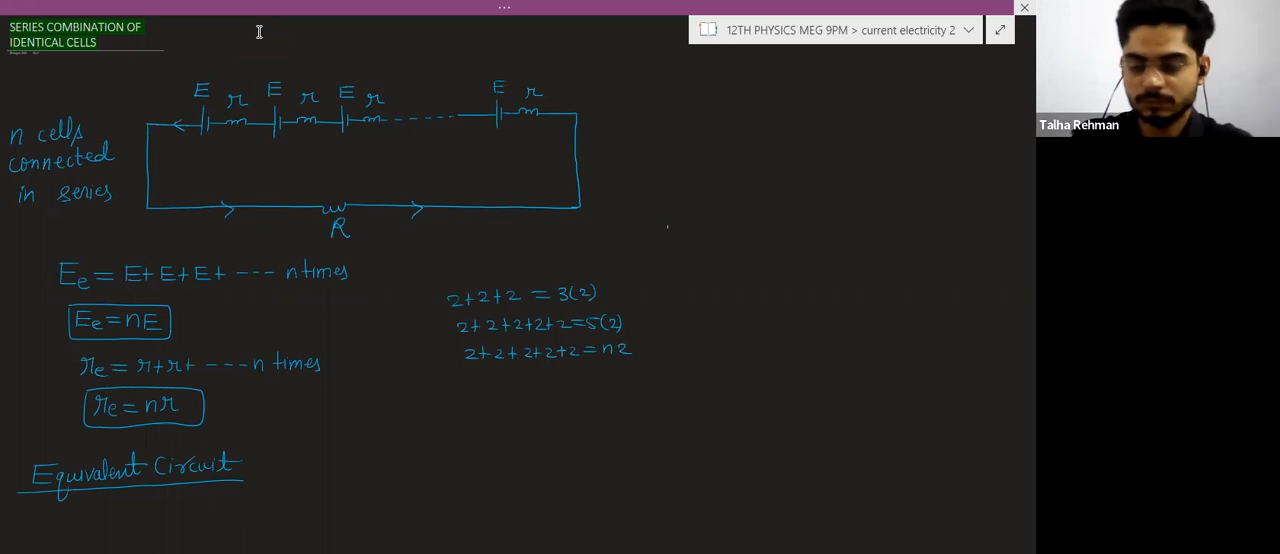 SERIES COMBINATION OF
IDENTICAL CELLS
12TH PHYSICS MEG 9PM > current electricity 2
Talha Rehman
E r E r E r E r
n cells
connected
in series
R
Ee = E+ E+ E+ ---- n times
Ee = nE
re = r+r+ ---- n times
re = nr
2+2+2 = 3(2)
2+2+2+2+2=5(2)
2+2+2+2+2=n2
Equivalent Circuit